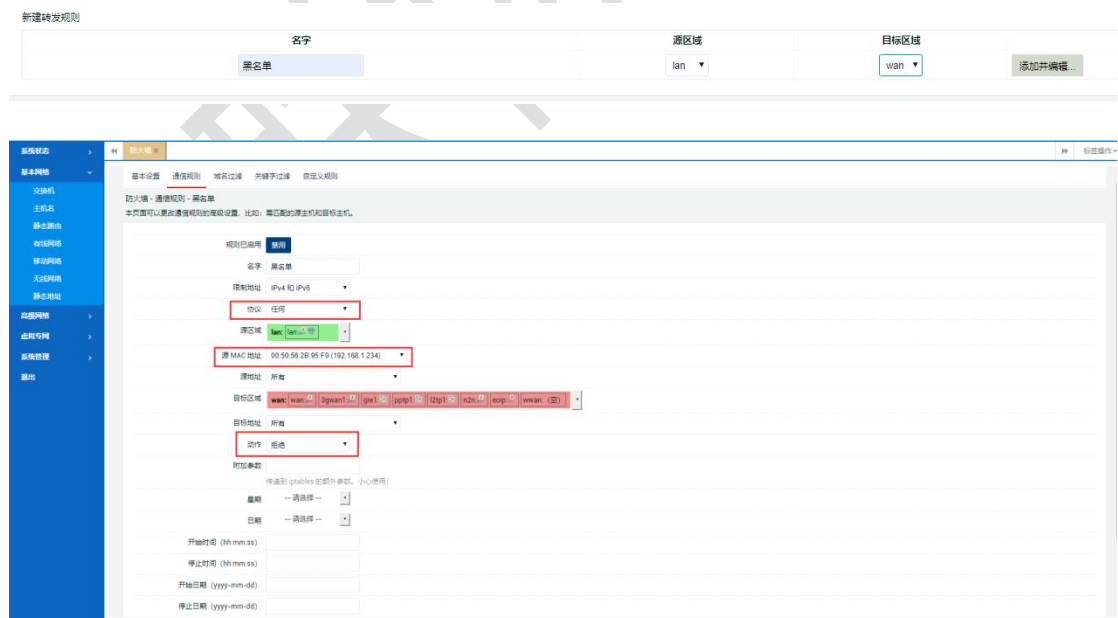 新建转发规则
名字 源区域 目标区域
黑名单 lan wan 添加并编辑...
系统状态
防火墙
标签操作
基本网络
交换机
主机名
静态路由
有线网络
移动网络
无线网络
静态地址
高级网络
虚拟专网
系统管理
退出
基本设置 通信规则 域名过滤 关键字过滤 自定义规则
防火墙 - 通信规则 - 黑名单
本页面可以更改通信规则的高级设置，比如：需匹配的源主机和目标主机。
规则已启用 禁用
名字 黑名单
限制地址 IPv4 和 IPv6
协议 任何
源区域 lan: lan:
源 MAC 地址 00:50:56:2B:95:F0 (192.168.1.234)
源地址 所有
目标区域 wan: wan: 3gwan1: gre1: pptp1: l2tp1: n2n: eoip: wwan: (空)
目标地址 所有
动作 拒绝
附加参数
传递到 iptables 的额外参数。小心使用！
星期 -- 请选择 --
日期 -- 请选择 --
开始时间 (hh:mm:ss)
停止时间 (hh:mm:ss)
开始日期 (yyyy-mm-dd)
停止日期 (yyyy-mm-dd)